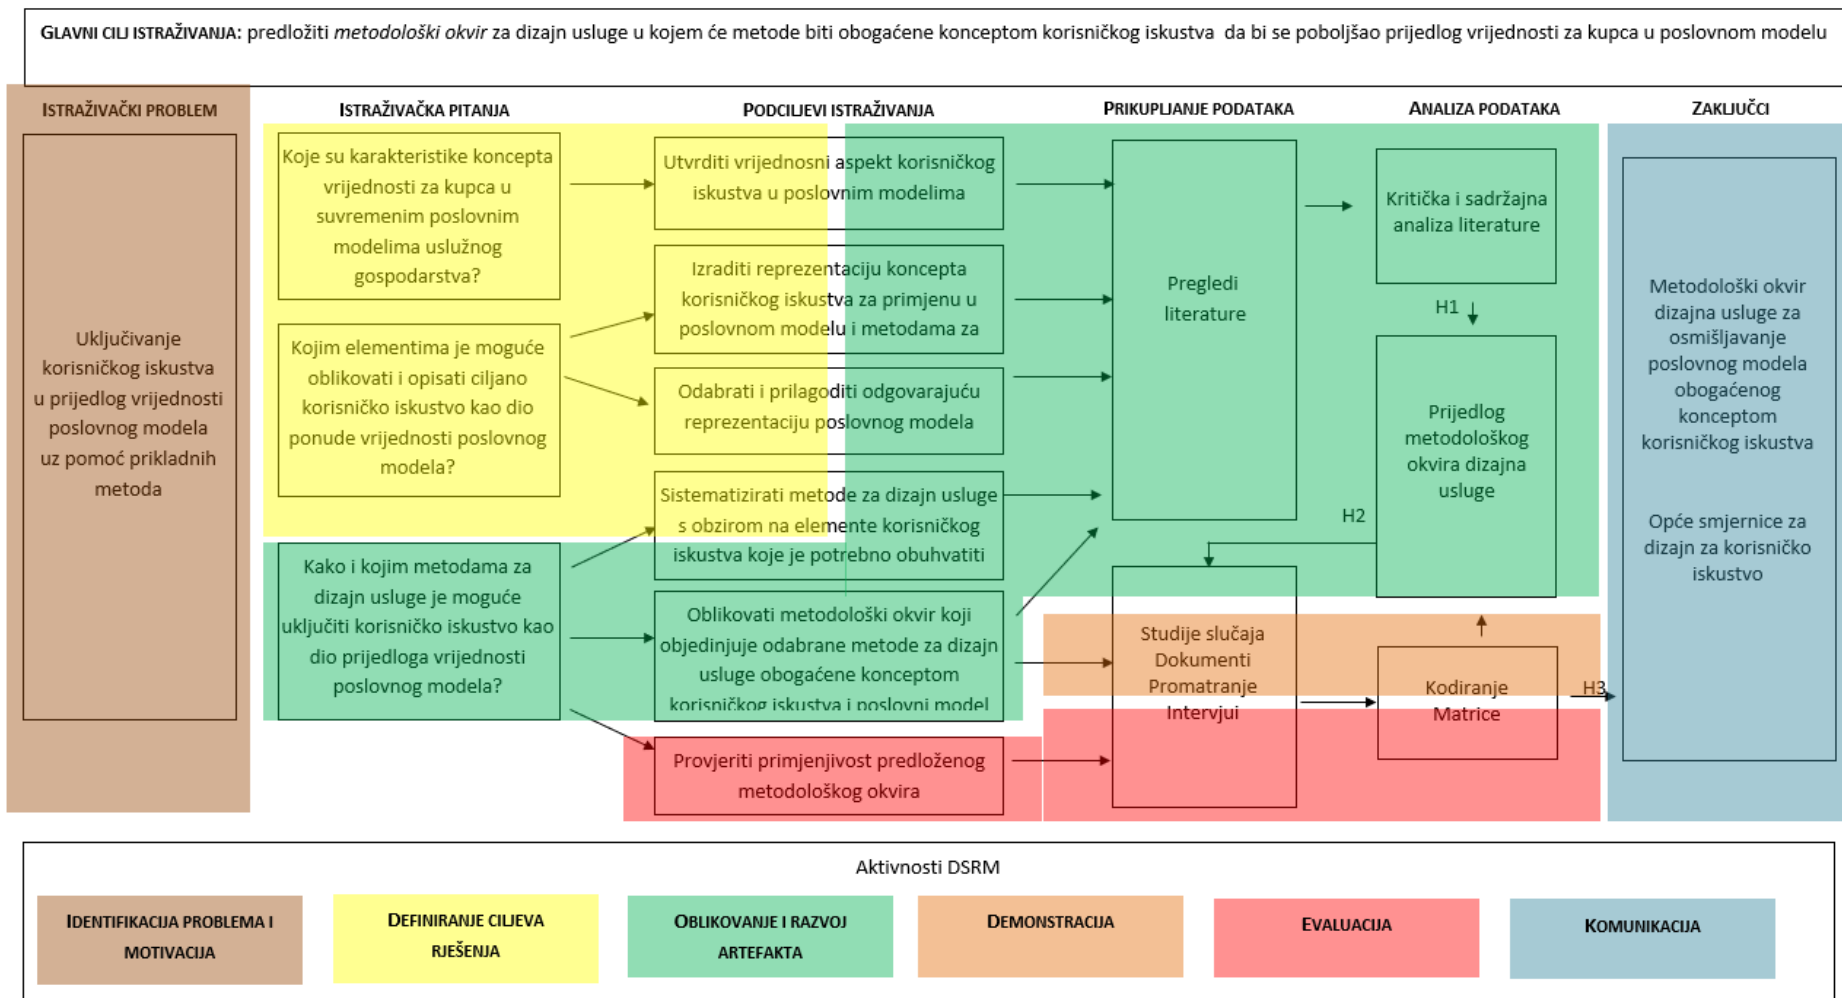 GLAVNI CILJ ISTRAŽIVANJA: predložiti metodološki okvir za dizajn usluge u kojem će metode biti obogaćene konceptom korisničkog iskustva da bi se poboljšao prijedlog vrijednosti za kupca u poslovnom modelu
ISTRAŽIVAČKI PROBLEM
Uključivanje
korisničkog iskustva
u prijedlog vrijednosti
poslovnog modela
uz pomoć prikladnih
metoda
ISTRAŽIVAČKA PITANJA
Koje su karakteristike koncepta
vrijednosti za kupca u
suvremenim poslovnim
modelima uslužnog
gospodarstva?
Kojim elementima je moguće
oblikovati i opisati ciljano
korisničko iskustvo kao dio
ponude vrijednosti poslovnog
modela?
Kako i kojim metodama za
dizajn usluge je moguće
uključiti korisničko iskustvo kao
dio prijedloga vrijednosti
poslovnog modela?
PODCILJEVI ISTRAŽIVANJA
Utvrditi vrijednosni aspekt korisničkog
iskustva u poslovnim modelima
Izraditi reprezentaciju koncepta
korisničkog iskustva za primjenu u
poslovnom modelu i metodama za
Odabrati i prilagoditi odgovarajuću
reprezentaciju poslovnog modela
Sistematizirati metode za dizajn usluge
s obzirom na elemente korisničkog
iskustva koje je potrebno obuhvatiti
Oblikovati metodološki okvir koji
objedinjuje odabrane metode za dizajn
usluge obogaćene konceptom
korisničkog iskustva i poslovni model
Provjeriti primjenjivost predloženog
metodološkog okvira
PRIKUPLJANJE PODATAKA
Pregledi
literature
Studije slučaja
Dokumenti
Promatranje
Intervjui
ANALIZA PODATAKA
Kritička i sadržajna
analiza literature
H1
Prijedlog
metodološkog
okvira dizajna
usluge
H2
Kodiranje
Matrice
H3
ZAKLJUČCI
Metodološki okvir
dizajna usluge za
osmišljavanje
poslovnog modela
obogaćenog
konceptom
korisničkog iskustva
Opće smjernice za
dizajn za korisničko
iskustvo
Aktivnosti DSRM
IDENTIFIKACIJA PROBLEMA I
MOTIVACIJA
DEFINIRANJE CILJEVA
RJEŠENJA
OBLIKOVANJE I RAZVOJ
ARTEFAKTA
DEMONSTRACIJA
EVALUACIJA
KOMUNIKACIJA